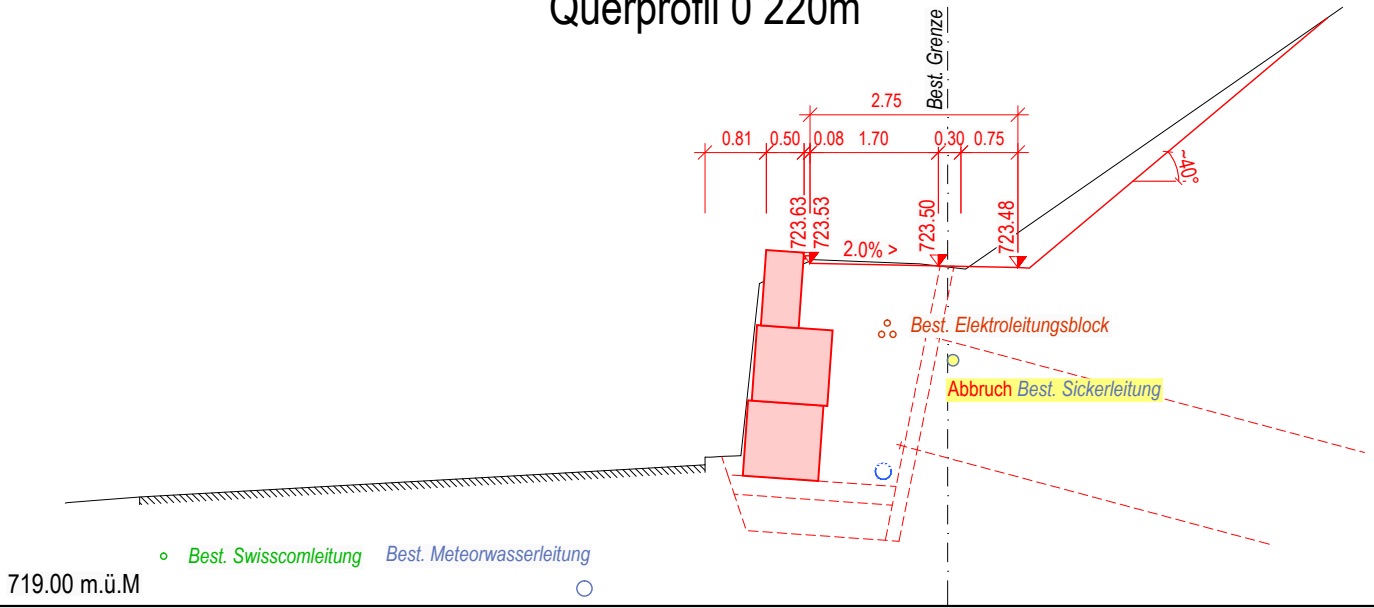 Querprofil 0 220m
Best. Grenze
2.75
0.81 0.50 0.08 1.70 0.30 0.75
~40°
723.63
723.53
723.50
723.48
2.0% >
Best. Elektroleitungsblock
Abbruch Best. Sickerleitung
Best. Swisscomleitung Best. Meteorwasserleitung
719.00 m.ü.M